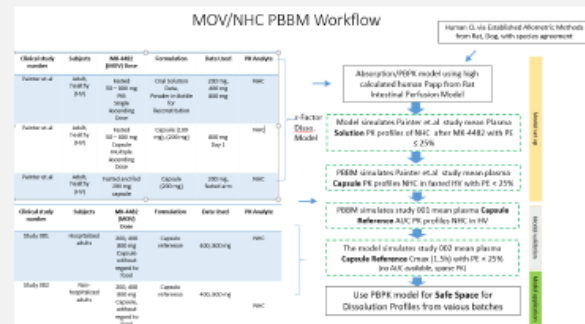 MOV/NHC PBBM Workflow
Human CL via Established Allometric Methods
from Rat, Dog, with species agreement
Clinical study number
Subjects
MK-4482 (MOV) Dose
Formulation
Data Used
PK Analyte
Painter et al
Adult, healthy (HV)
Fasted
50 – 800 mg
Single Ascending Dose
Oral Solution
Powder in Bottle for Reconstitution
200 mg, 400 mg
800 mg
NHC
Painter et al
Adult, healthy (HV)
Fasted
50 – 800 mg
Capsule
Multiple Ascending Dose
Capsule
800 mg
Day 1
NHC
Painter et al
Adult, healthy (HV)
Fasted and fed
200 mg capsule
Capsule (200 mg)
200 mg, fasted arm
NHC
z-Factor
Disso.
Model
Clinical study number
Subjects
MK-4482 (MOV) Dose
Formulation
Data Used
PK Analyte
Study 001
Hospitalized adults
200, 400
800 mg
Capsule, without regard to food
Capsule reference
400, 800 mg
NHC
Study 002
Non-hospitalized adults
200, 400
800 mg
Capsule without regard to food
Capsule reference
400, 800 mg
NHC
Absorption/PBPK model using high
calculated human Papp from Rat
Intestinal Perfusion Model
Model simulates Painter et.al study mean Plasma
Solution PK profiles of NHC after MK-4482 with PE
≤ 25%
PBBM simulates Painter et.al study mean plasma
Capsule PK profiles NHC in fasted HV with PE < 25%
PBBM simulates study 001 mean plasma Capsule
Reference AUC PK profiles NHC in HV
The model simulates study 002 mean plasma
Capsule Reference Cmax (1.5h) with PE < 25%
(no AUC available, sparse PK)
Use PBPK model for Safe Space for
Dissolution Profiles from vaious batches
Model set up
Model validation
Model application